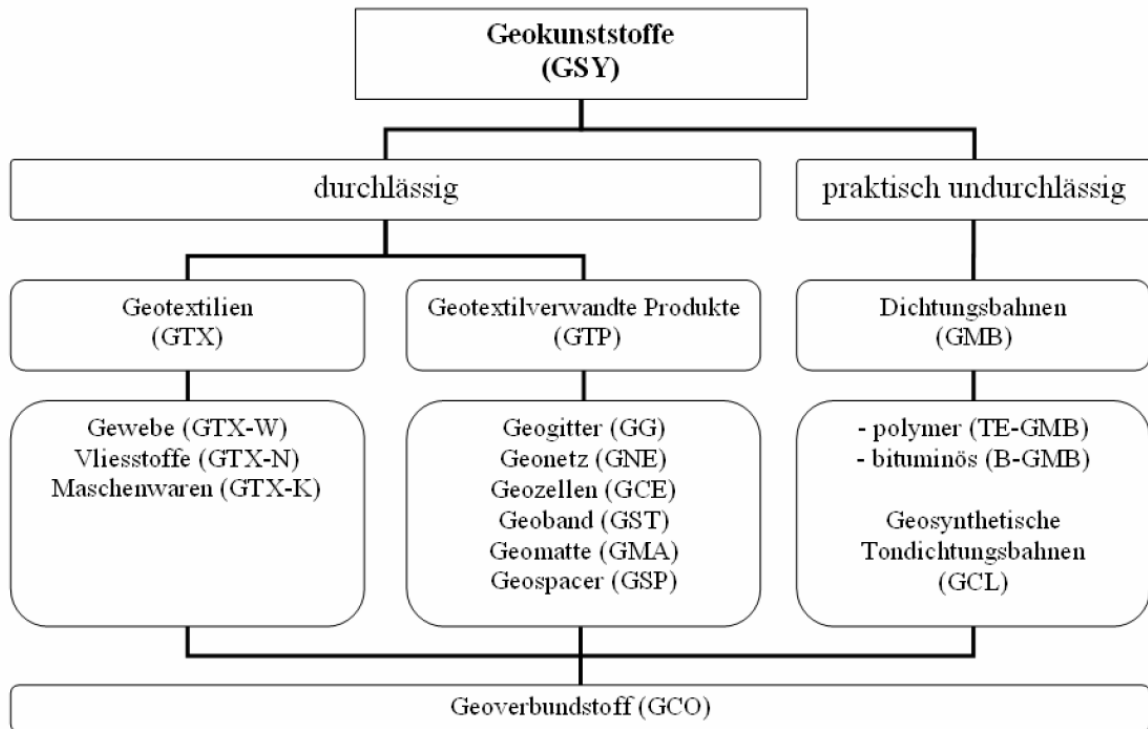 Geokunststoffe
(GSY)
durchlässig
praktisch undurchlässig
Geotextilien
(GTX)
Geotextilverwandte Produkte
(GTP)
Dichtungsbahnen
(GMB)
Gewebe (GTX-W)
Vliesstoffe (GTX-N)
Maschenwaren (GTX-K)
Geogitter (GG)
Geonetz (GNE)
Geozellen (GCE)
Geoband (GST)
Geomatte (GMA)
Geospacer (GSP)
- polymer (TE-GMB)
- bituminös (B-GMB)
Geosynthetische
Tondichtungsbahnen
(GCL)
Geoverbundstoff (GCO)